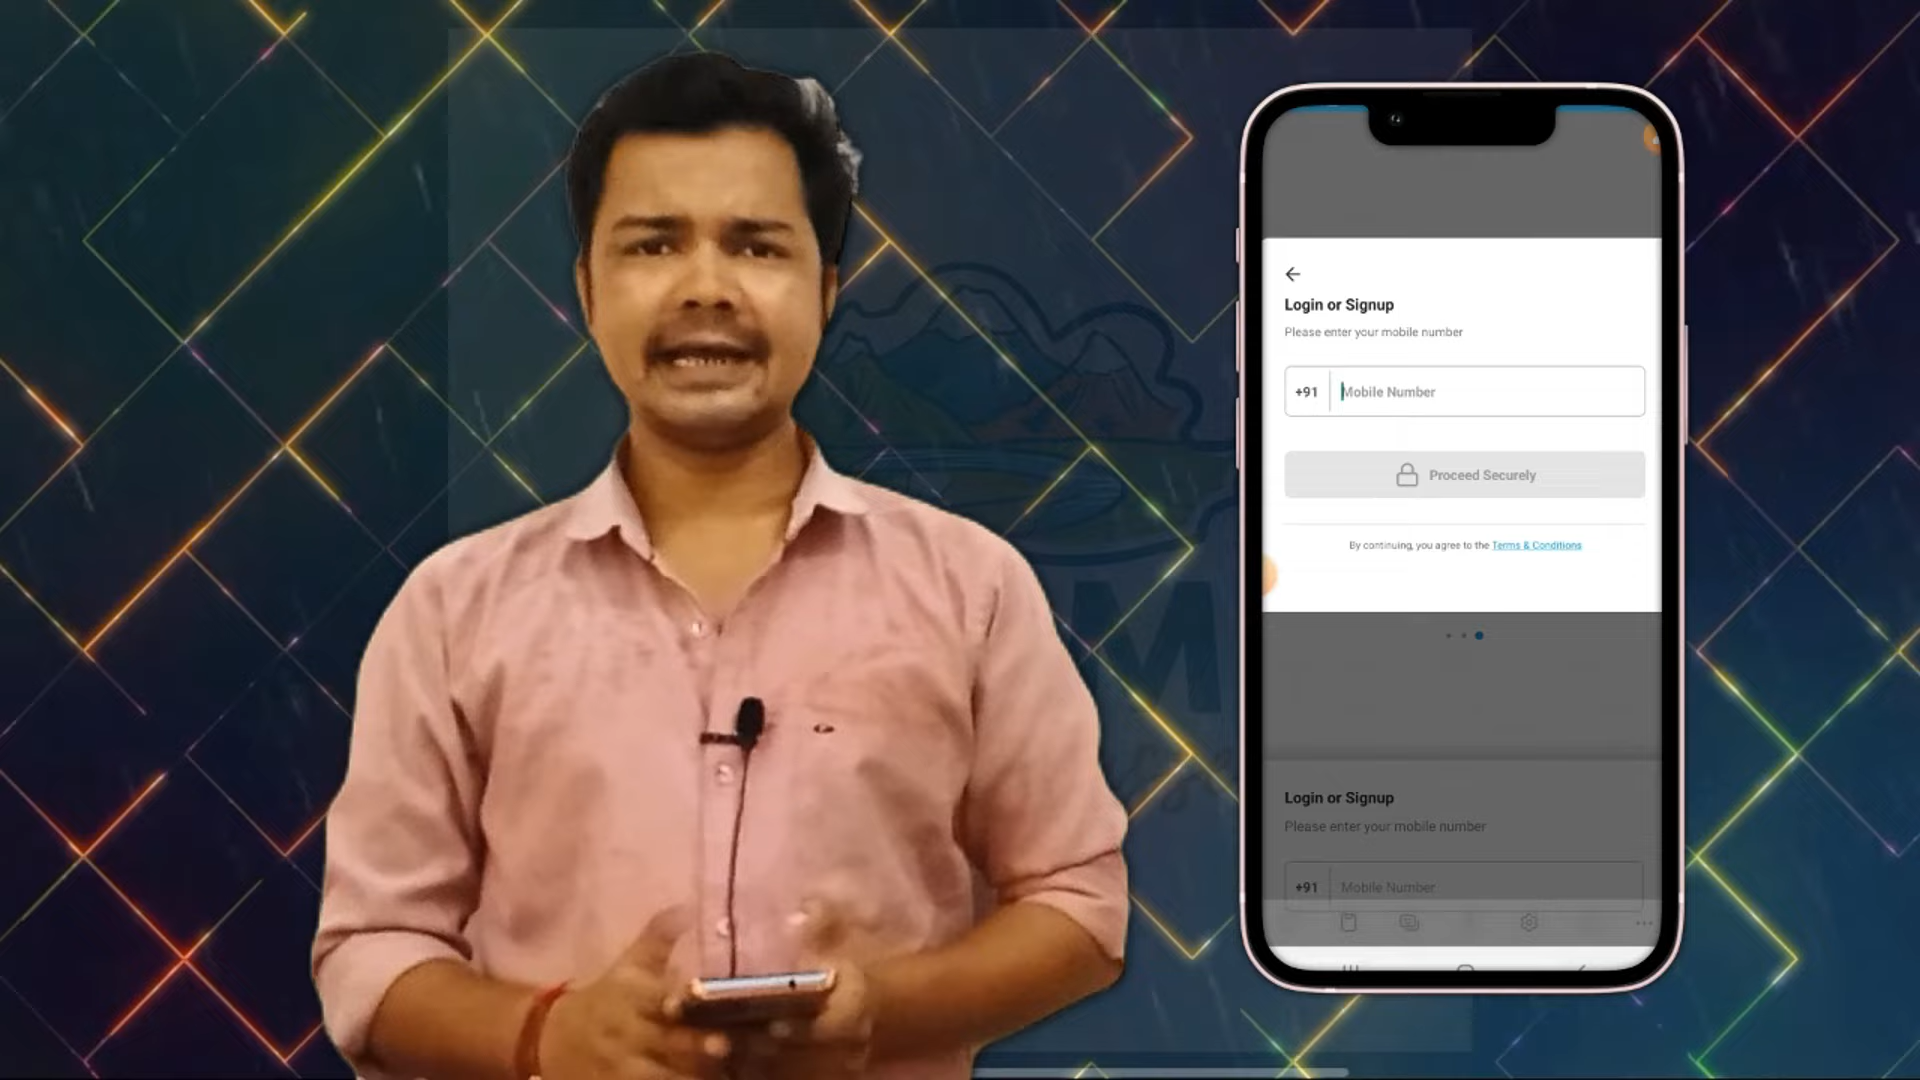 Login or Signup
Please enter your mobile number
+91 Mobile Number
Proceed Securely
By continuing, you agree to the Terms & Conditions
Login or Signup
Please enter your mobile number
+91 Mobile Number
M